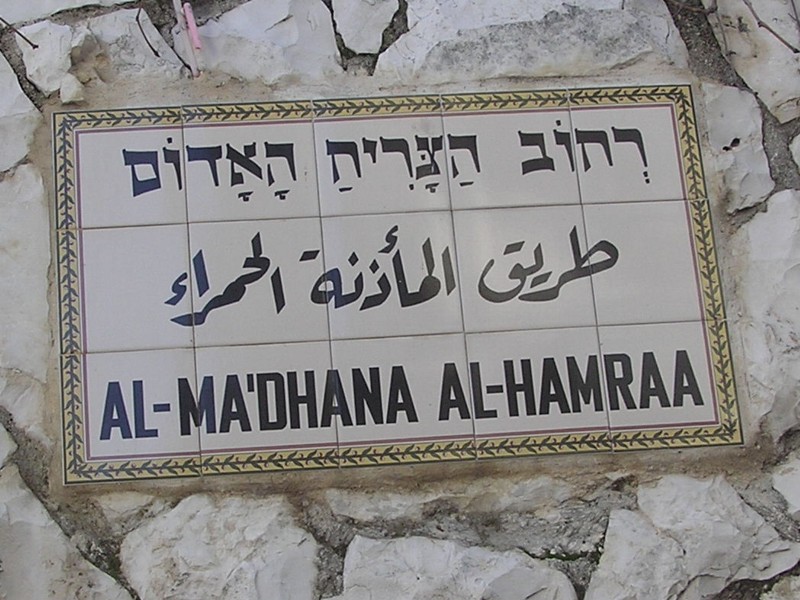 רְחוֹב הַצָּרִיחַ הָאָדוֹם
طريق المأذنة الحمراء
AL-MA'DHANA AL-HAMRAA